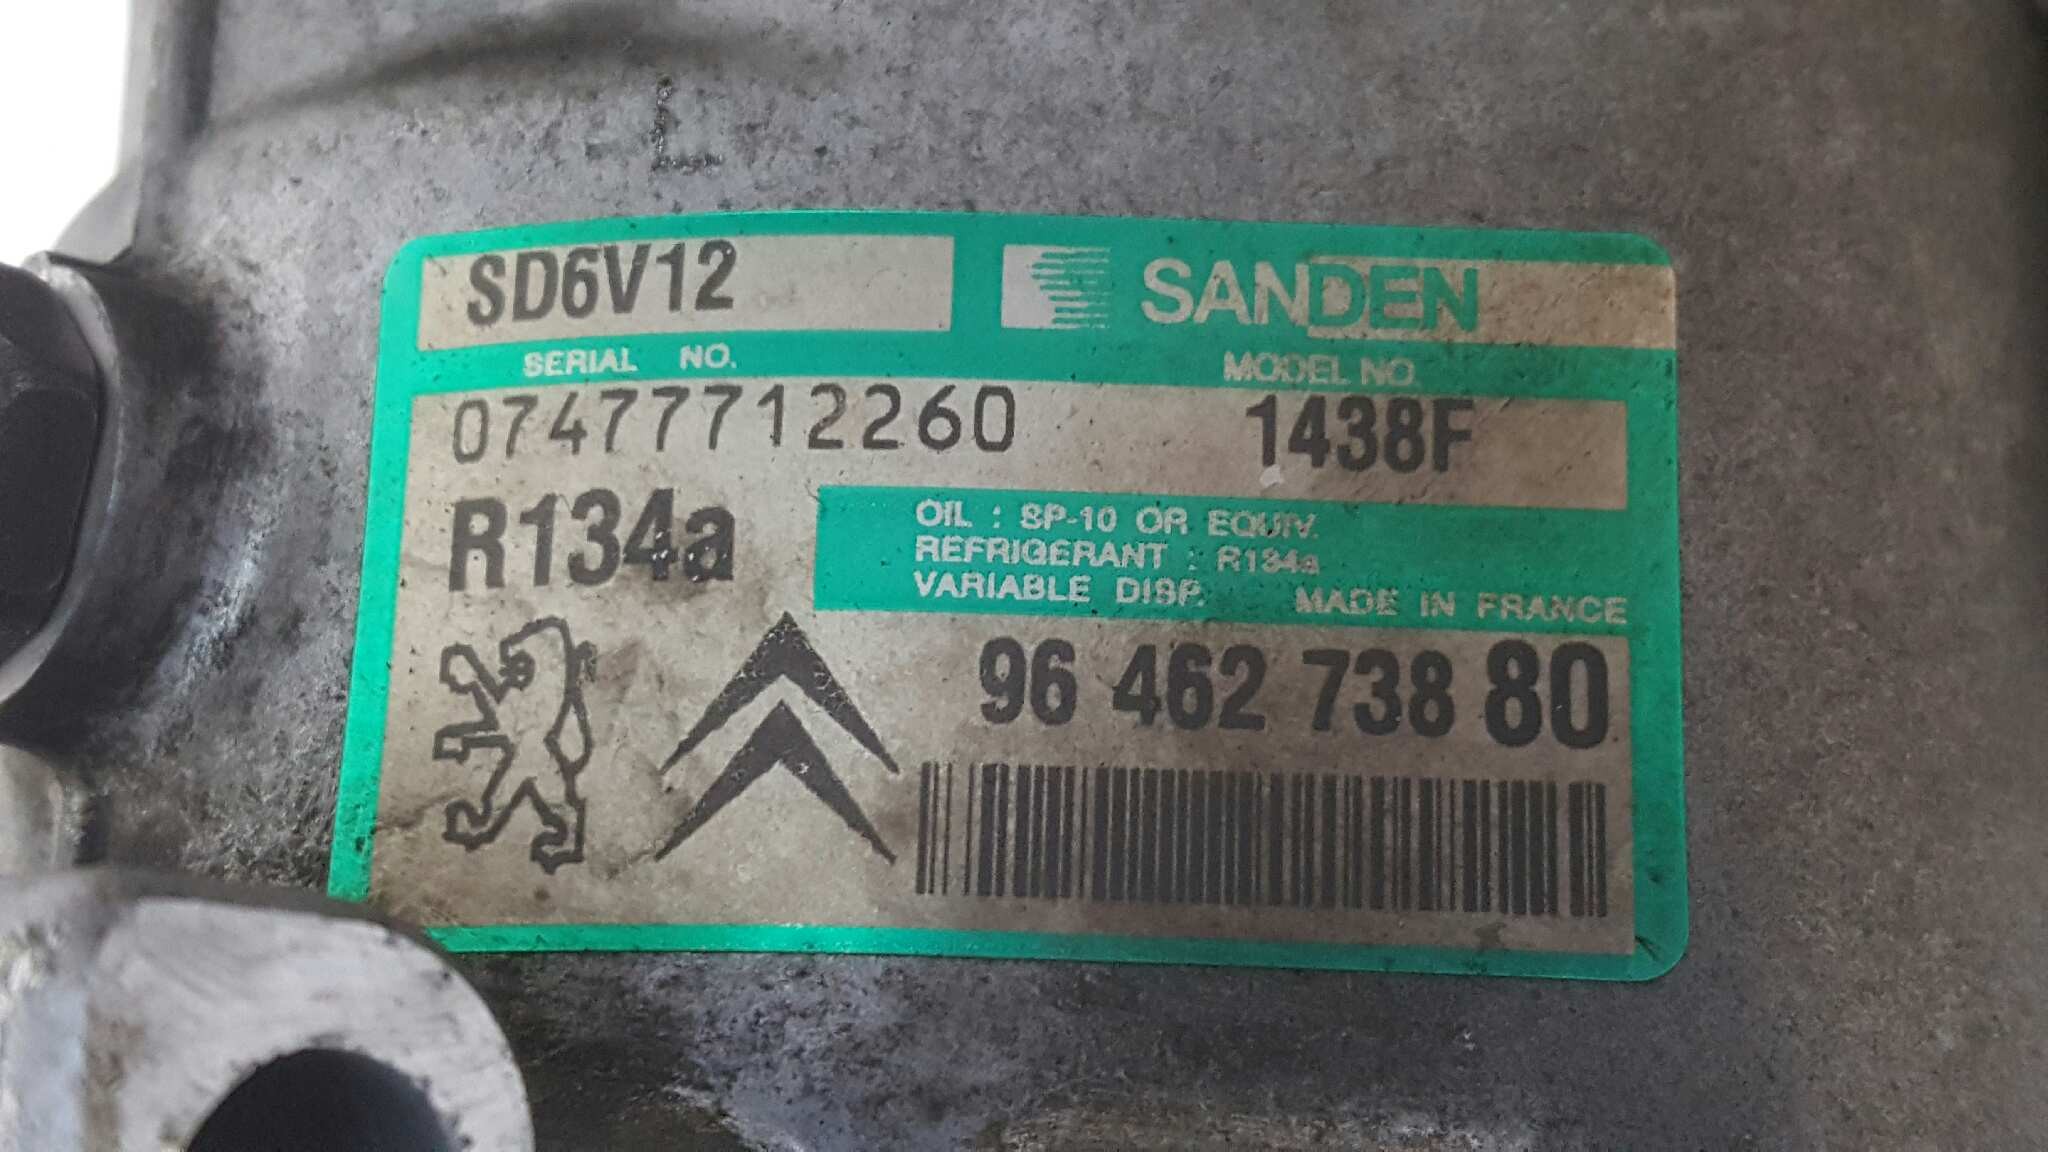 L
SD6V12
SANDEN
SERIAL NO.
MODEL NO.
07477712260
1438F
R134a
OIL : SP-10 OR EQUIV.
REFRIGERANT : R134a
VARIABLE DISP. MADE IN FRANCE
96 462 738 80